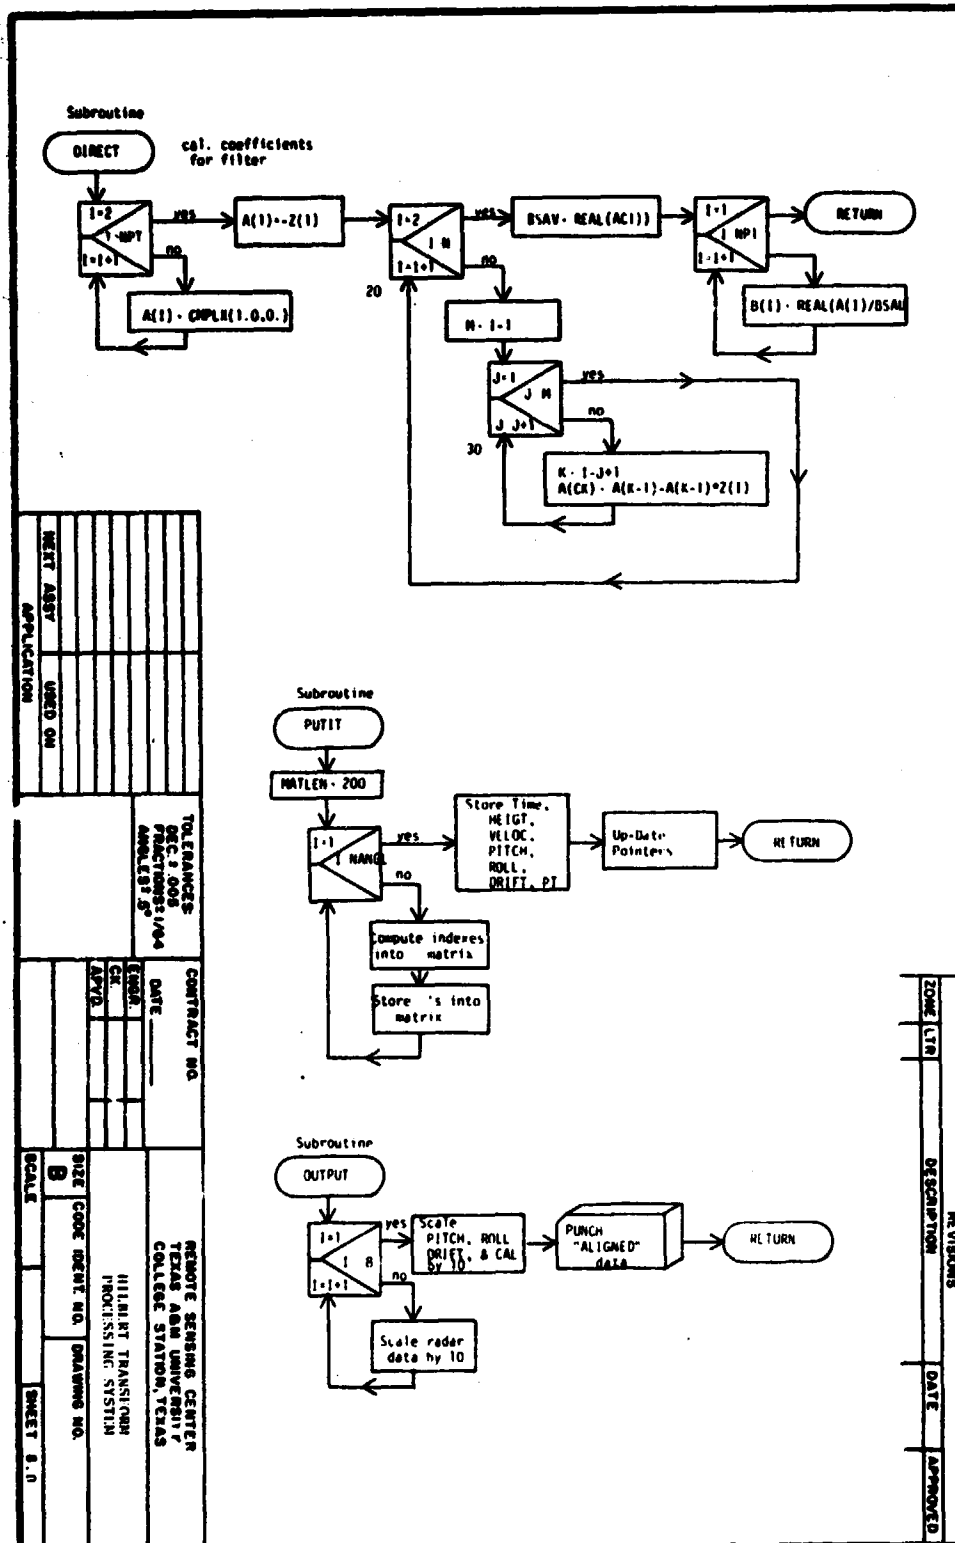 Subroutine
DIRECT
cal. coefficients
for filter
I=2
I NPT
I=I+1
yes
no
A(I) · CMPLX(1.0,0.)
A(1)=-Z(1)
I=2
I N
I=I+1
20
yes
no
BSAV · REAL(AC1))
I=1
I NPI
I=I+1
RETURN
B(I) · REAL(A(I)/BSAL
M · I-1
J=1
J M
J J+1
30
yes
no
K · I-J+1
A(CK) · A(K-1)-A(K-1)*Z(I)
Subroutine
PUTIT
MATLEN · 200
I=1
I NANGL
yes
no
Store Time,
HEIGT,
VELOC,
PITCH,
ROLL,
DRIFT, PT
Up-Date
Pointers
RETURN
Compute indexes
into matrix
Store 's into
matrix
Subroutine
OUTPUT
I=1
I 8
I=I+1
yes
no
Scale
PITCH, ROLL
DRIFT, & CAL
by 10
PUNCH
"ALIGNED"
data
RETURN
Scale radar
data by 10
NEXT ASSY
USED ON
APPLICATION
TOLERANCES
DEC.± .005
FRACTIONS± 1/64
ANGLES± .5°
CONTRACT NO.
DATE
ENGR.
CK.
APVD.
REMOTE SENSING CENTER
TEXAS A&M UNIVERSITY
COLLEGE STATION, TEXAS
HILBERT TRANSFORM
PROCESSING SYSTEM
SIZE
B
CODE IDENT. NO.
DRAWING NO.
SCALE
SHEET 8.0
REVISIONS
ZONE
LTR
DESCRIPTION
DATE
APPROVED